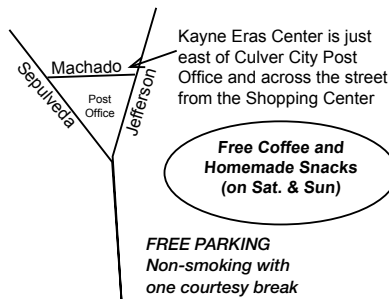 Kayne Eras Center is just
east of Culver City Post
Office and across the street
from the Shopping Center
Machado
Sepulveda
Post
Office
Jefferson
Free Coffee and
Homemade Snacks
(on Sat. & Sun)
FREE PARKING
Non-smoking with
one courtesy break